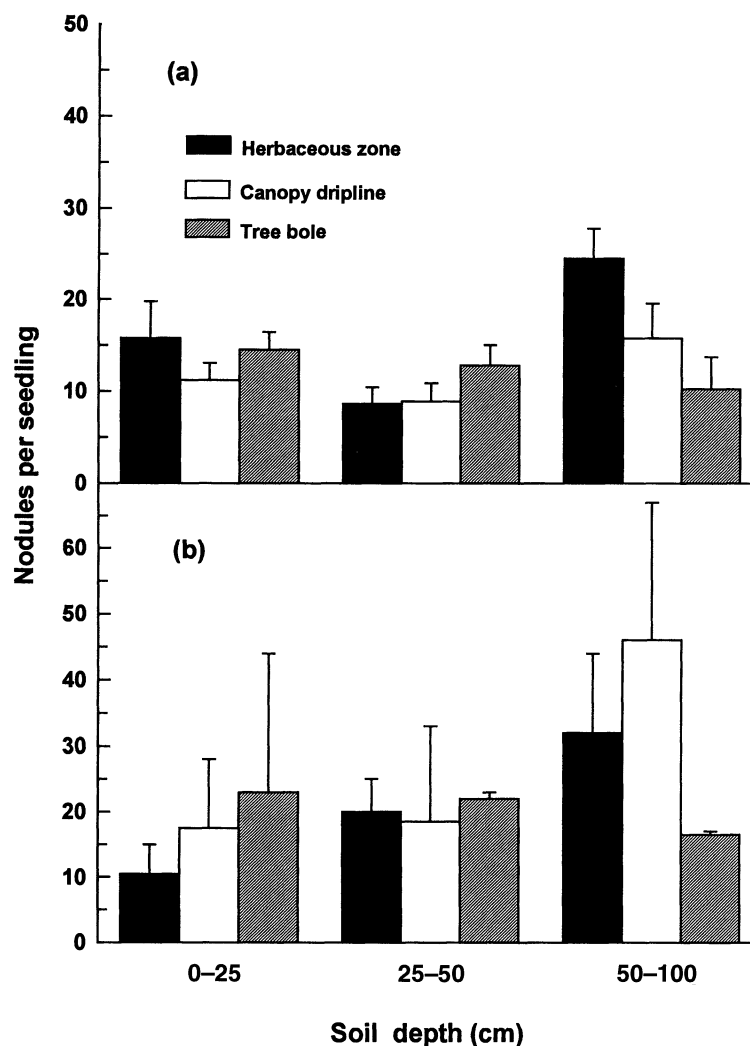 50
(a)
40
Herbaceous zone
Canopy dripline
30
Tree bole
20
10
0
Nodules per seedling
60
(b)
50
40
30
20
10
0
0–25
25–50
50–100
Soil depth (cm)